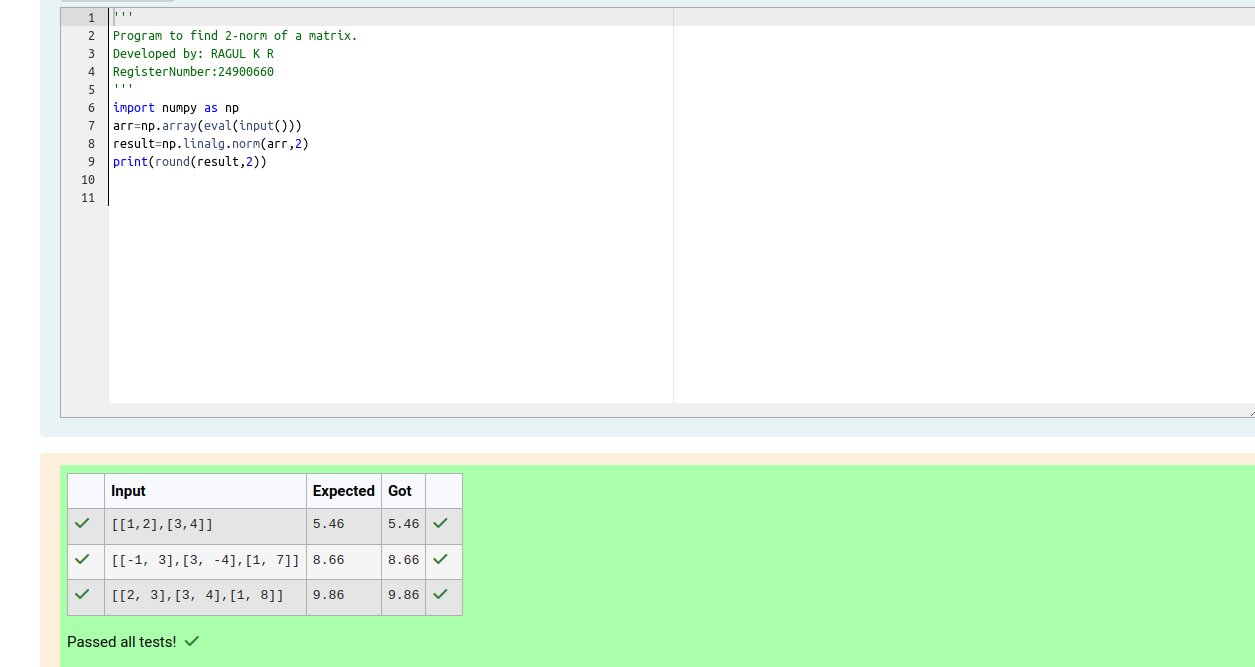 1 '''
2 Program to find 2-norm of a matrix.
3 Developed by: RAGUL K R
4 RegisterNumber:24900660
5 '''
6 import numpy as np
7 arr=np.array(eval(input()))
8 result=np.linalg.norm(arr,2)
9 print(round(result,2))
10
11
Input Expected Got
[[1,2],[3,4]] 5.46 5.46
[[-1, 3],[3, -4],[1, 7]] 8.66 8.66
[[2, 3],[3, 4],[1, 8]] 9.86 9.86
Passed all tests!